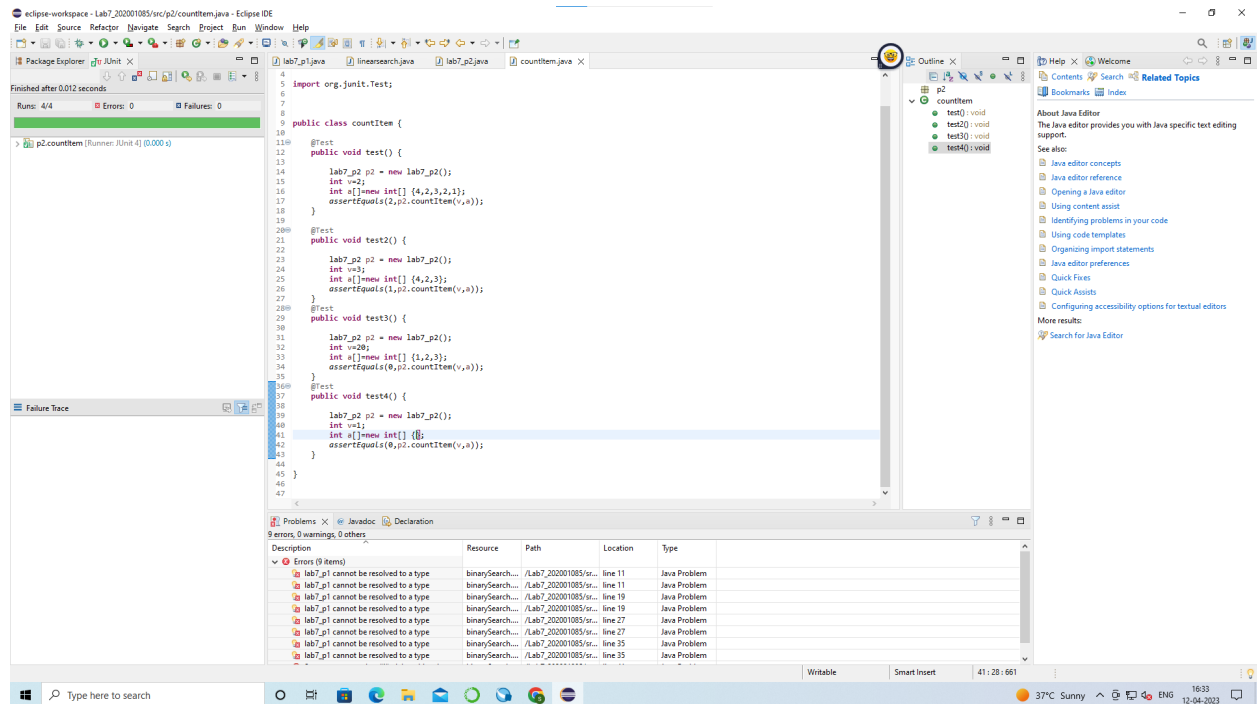 eclipse-workspace - Lab7_202001085/src/p2/countItem.java - Eclipse IDE
File Edit Source Refactor Navigate Search Project Run Window Help
Package Explorer JUnit
Finished after 0.012 seconds
Runs: 4/4 Errors: 0 Failures: 0
p2.countItem [Runner: JUnit 4] (0.000 s)
Failure Trace
lab7_p1.java linearsearch.java lab7_p2.java countItem.java
4
5 import org.junit.Test;
6
7
8
9 public class countItem {
10
11 @Test
12 public void test() {
13
14 lab7_p2 p2 = new lab7_p2();
15 int v=2;
16 int a[]=new int[] {4,2,3,2,1};
17 assertEquals(2,p2.countItem(v,a));
18 }
19
20 @Test
21 public void test2() {
22
23 lab7_p2 p2 = new lab7_p2();
24 int v=3;
25 int a[]=new int[] {4,2,3};
26 assertEquals(1,p2.countItem(v,a));
27 }
28 @Test
29 public void test3() {
30
31 lab7_p2 p2 = new lab7_p2();
32 int v=20;
33 int a[]=new int[] {1,2,3};
34 assertEquals(0,p2.countItem(v,a));
35 }
36 @Test
37 public void test4() {
38
39 lab7_p2 p2 = new lab7_p2();
40 int v=1;
41 int a[]=new int[] {};
42 assertEquals(0,p2.countItem(v,a));
43 }
44
45 }
46
47
Outline
p2
countItem
test() : void
test2() : void
test3() : void
test4() : void
Help Welcome
Contents Search Related Topics
Bookmarks Index
About Java Editor
The Java editor provides you with Java specific text editing
support.
See also:
Java editor concepts
Java editor reference
Opening a Java editor
Using content assist
Identifying problems in your code
Using code templates
Organizing import statements
Java editor preferences
Quick Fixes
Quick Assists
Configuring accessibility options for textual editors
More results:
Search for Java Editor
Problems Javadoc Declaration
9 errors, 0 warnings, 0 others
Description Resource Path Location Type
Errors (9 items)
lab7_p1 cannot be resolved to a type binarySearch.... /Lab7_202001085/sr... line 11 Java Problem
lab7_p1 cannot be resolved to a type binarySearch.... /Lab7_202001085/sr... line 11 Java Problem
lab7_p1 cannot be resolved to a type binarySearch.... /Lab7_202001085/sr... line 19 Java Problem
lab7_p1 cannot be resolved to a type binarySearch.... /Lab7_202001085/sr... line 19 Java Problem
lab7_p1 cannot be resolved to a type binarySearch.... /Lab7_202001085/sr... line 27 Java Problem
lab7_p1 cannot be resolved to a type binarySearch.... /Lab7_202001085/sr... line 27 Java Problem
lab7_p1 cannot be resolved to a type binarySearch.... /Lab7_202001085/sr... line 35 Java Problem
lab7_p1 cannot be resolved to a type binarySearch.... /Lab7_202001085/sr... line 35 Java Problem
Writable Smart Insert 41 : 28 : 661
Type here to search
37°C Sunny ENG 16:33
12-04-2023